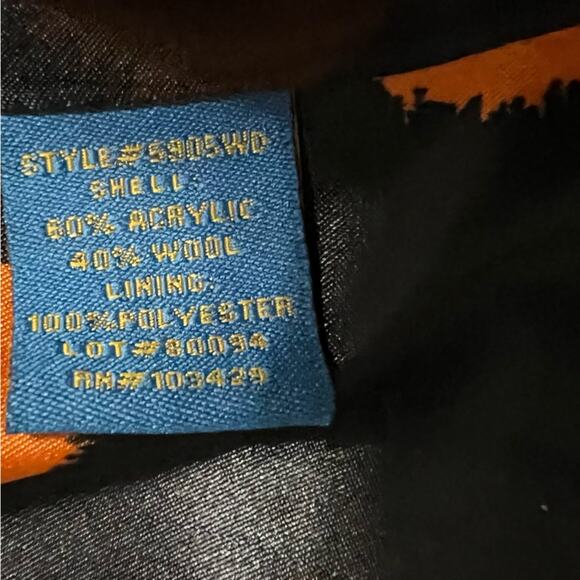 STYLE#5905WD
SHELL:
60% ACRYLIC
40% WOOL
LINING:
100%POLYESTER
LOT#80094
RN#103429